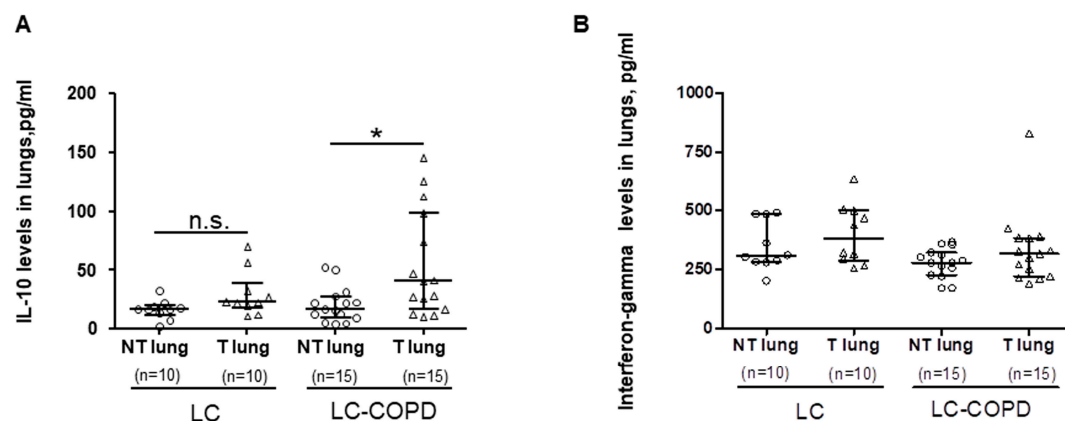 A
IL-10 levels in lungs,pg/ml
200
150
100
50
0
n.s.
*
NT lung T lung NT lung T lung
(n=10) (n=10) (n=15) (n=15)
LC LC-COPD
B
Interferon-gamma levels in lungs, pg/ml
1000
750
500
250
0
NT lung T lung NT lung T lung
(n=10) (n=10) (n=15) (n=15)
LC LC-COPD